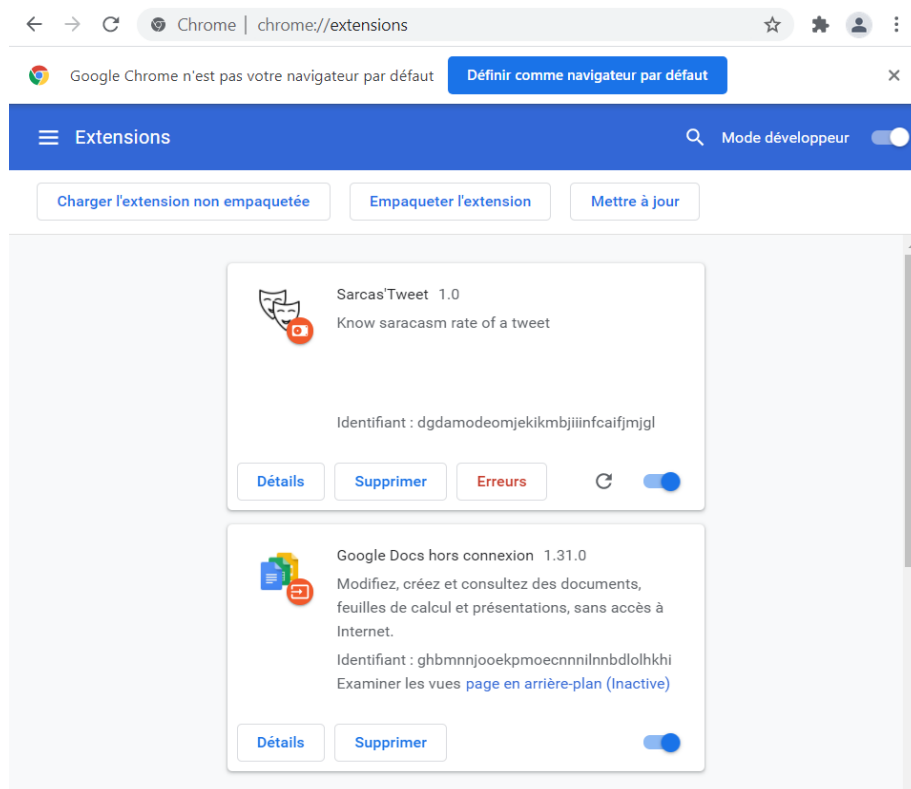 Chrome | chrome://extensions
Google Chrome n'est pas votre navigateur par défaut Définir comme navigateur par défaut
Extensions Mode développeur
Charger l'extension non empaquetée Empaqueter l'extension Mettre à jour
Sarcas'Tweet 1.0
Know saracasm rate of a tweet
Identifiant : dgdamodeomjekikmbjiiinfcaifjmjgl
Détails Supprimer Erreurs
Google Docs hors connexion 1.31.0
Modifiez, créez et consultez des documents,
feuilles de calcul et présentations, sans accès à
Internet.
Identifiant : ghbmnnjooekpmoecnnnilnnbdlolhkhi
Examiner les vues page en arrière-plan (Inactive)
Détails Supprimer